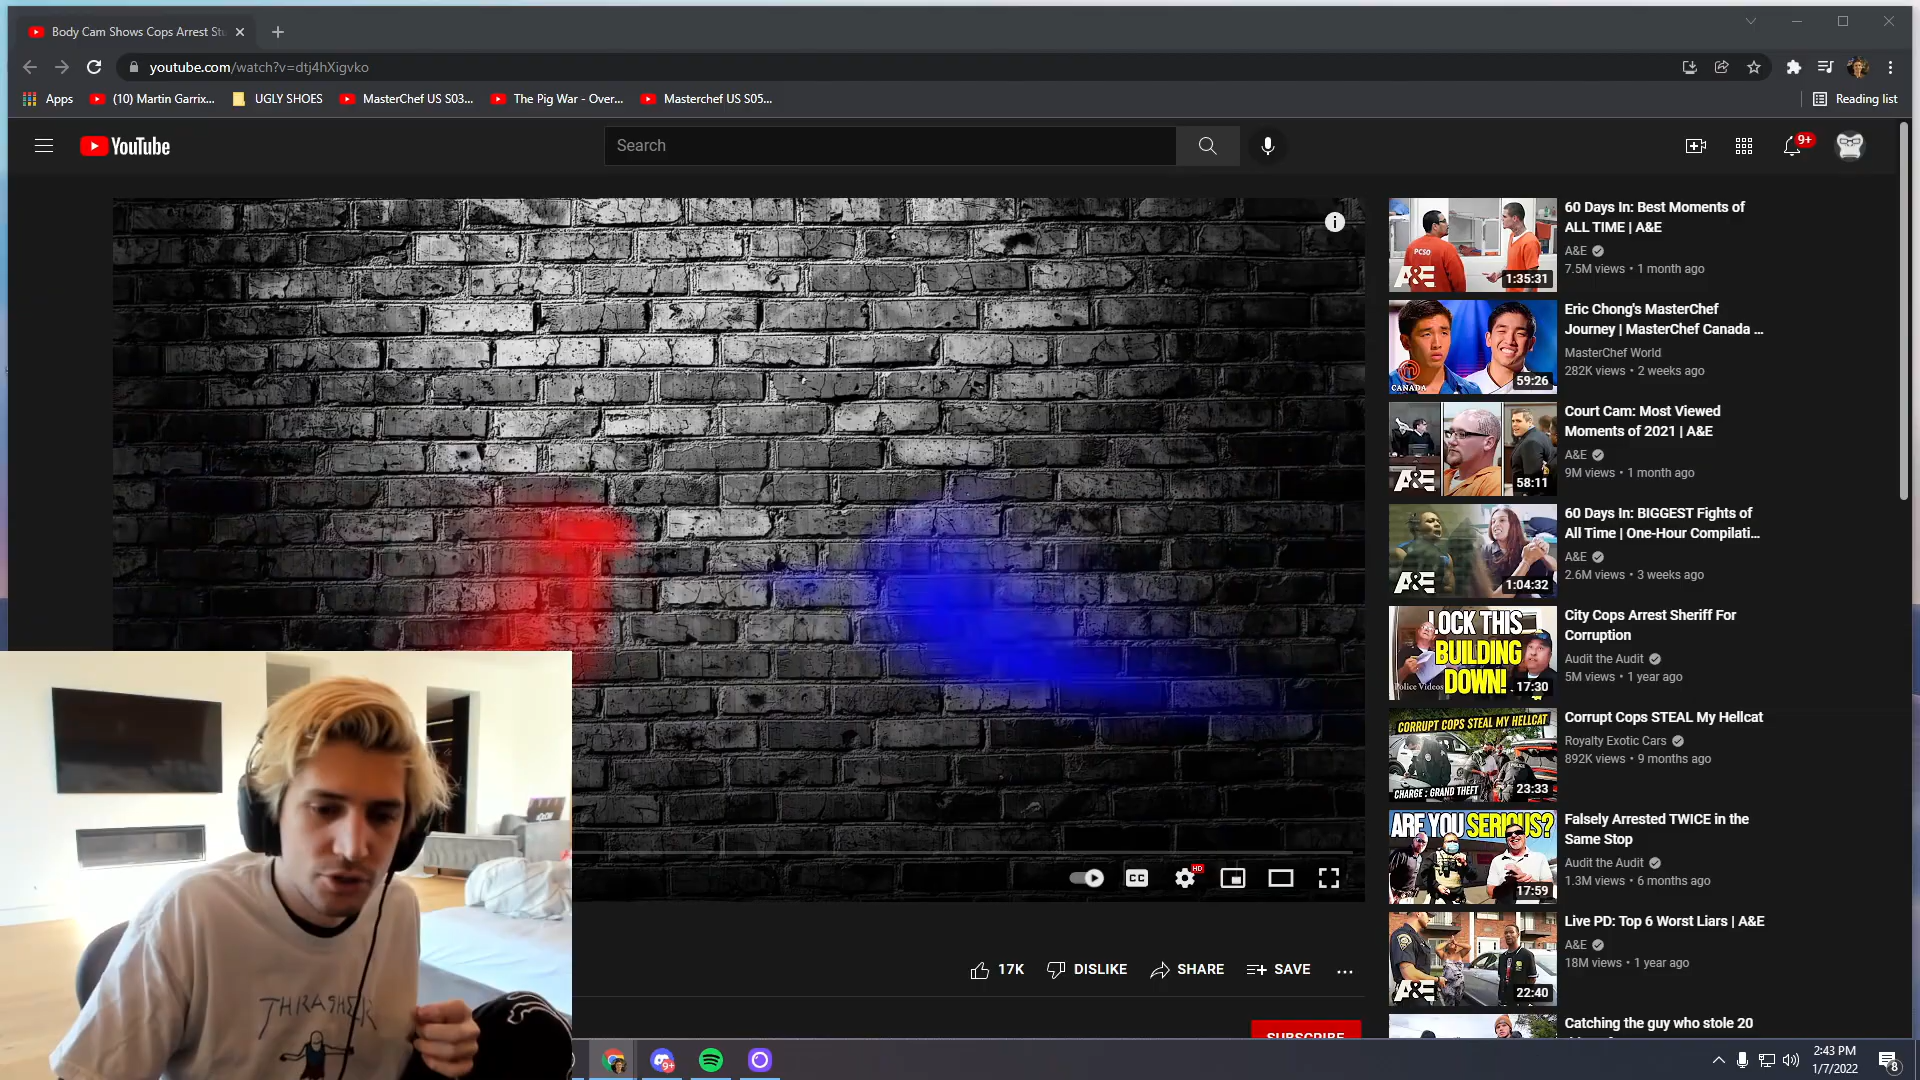 Body Cam Shows Cops Arrest Stu
youtube.com/watch?v=dtj4hXigvko
Apps
(10) Martin Garrix...
UGLY SHOES
MasterChef US S03...
The Pig War - Over...
Masterchef US S05...
Reading list
YouTube
Search
9+
60 Days In: Best Moments of
ALL TIME | A&E
A&E
7.5M views • 1 month ago
PCSO
A&E
1:35:31
Eric Chong's MasterChef
Journey | MasterChef Canada ...
MasterChef World
282K views • 2 weeks ago
CANADA
59:26
Court Cam: Most Viewed
Moments of 2021 | A&E
A&E
9M views • 1 month ago
A&E
58:11
60 Days In: BIGGEST Fights of
All Time | One-Hour Compilati...
A&E
2.6M views • 3 weeks ago
A&E
1:04:32
City Cops Arrest Sheriff For
Corruption
Audit the Audit
5M views • 1 year ago
LOCK THIS
BUILDING
DOWN!
Police Videos
17:30
Corrupt Cops STEAL My Hellcat
Royalty Exotic Cars
892K views • 9 months ago
CORRUPT COPS STEAL MY HELLCAT
CHARGE : GRAND THEFT
23:33
Falsely Arrested TWICE in the
Same Stop
Audit the Audit
1.3M views • 6 months ago
ARE YOU SERIOUS?
17:59
Live PD: Top 6 Worst Liars | A&E
A&E
18M views • 1 year ago
A&E
22:40
Catching the guy who stole 20
CC
HD
17K
DISLIKE
SHARE
SAVE
SUBSCRIBE
THRASHER
9+
2:43 PM
1/7/2022
8